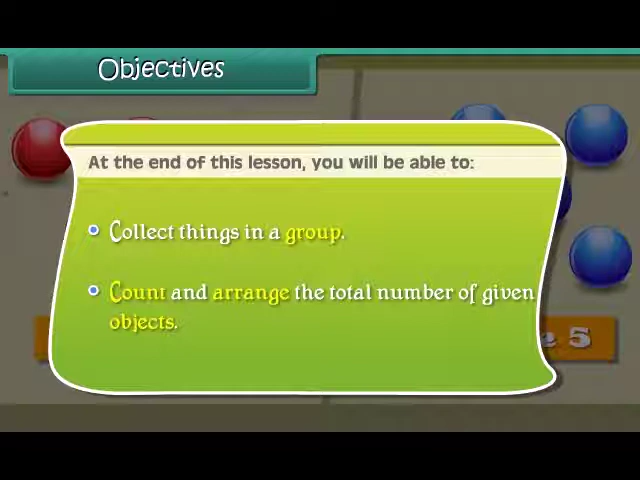 Objectives
At the end of this lesson, you will be able to:
Collect things in a group.
Count and arrange the total number of given
objects.
5